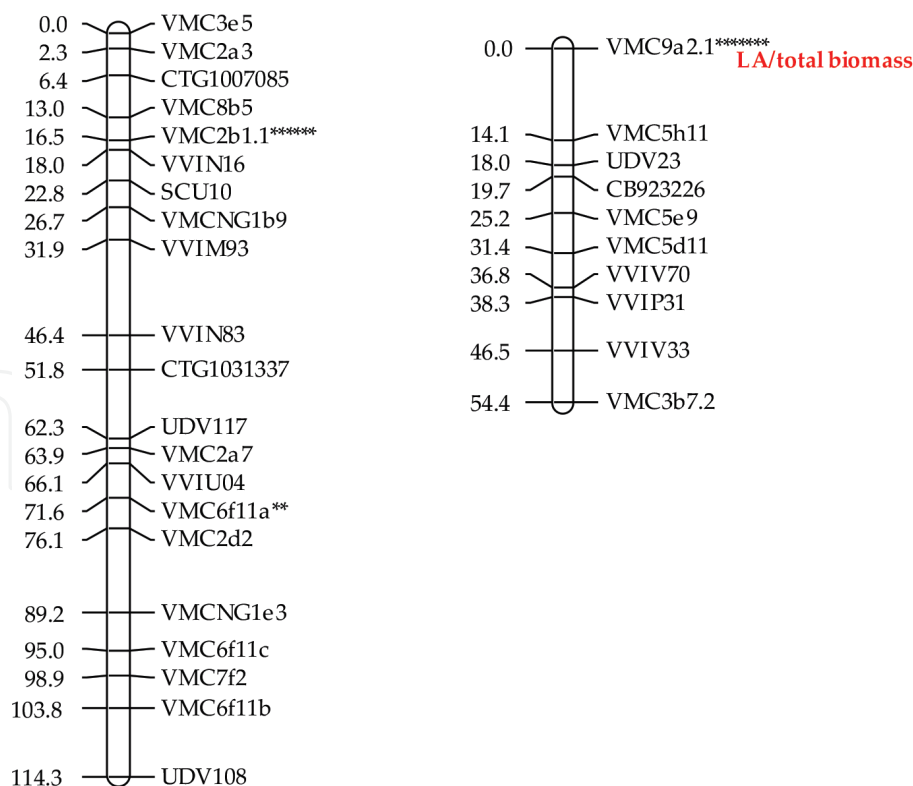 0.0 VMC3e5
2.3 VMC2a3
6.4 CTG1007085
13.0 VMC8b5
16.5 VMC2b1.1******
18.0 VVIN16
22.8 SCU10
26.7 VMCNG1b9
31.9 VVIM93
46.4 VVIN83
51.8 CTG1031337
62.3 UDV117
63.9 VMC2a7
66.1 VVIU04
71.6 VMC6f11a**
76.1 VMC2d2
89.2 VMCNG1e3
95.0 VMC6f11c
98.9 VMC7f2
103.8 VMC6f11b
114.3 UDV108
0.0 VMC9a2.1*******
LA/total biomass
14.1 VMC5h11
18.0 UDV23
19.7 CB923226
25.2 VMC5e9
31.4 VMC5d11
36.8 VVIV70
38.3 VVIP31
46.5 VVIV33
54.4 VMC3b7.2